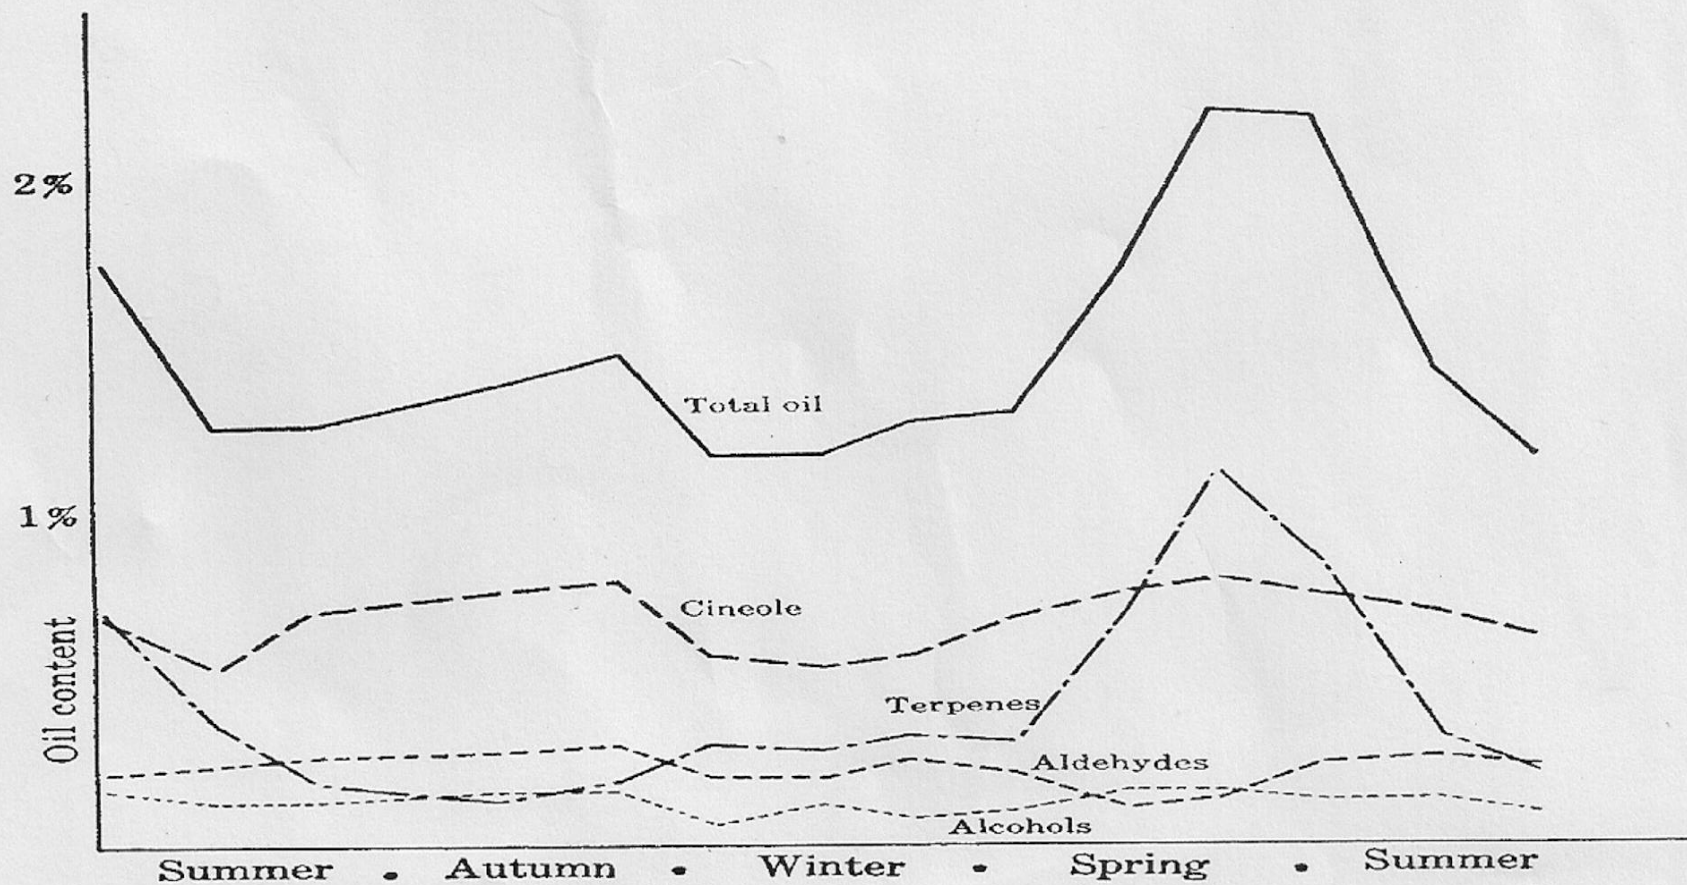 2%
Total oil
1%
Cineole
Oil content
Terpenes
Aldehydes
Alcohols
Summer . Autumn . Winter . Spring . Summer